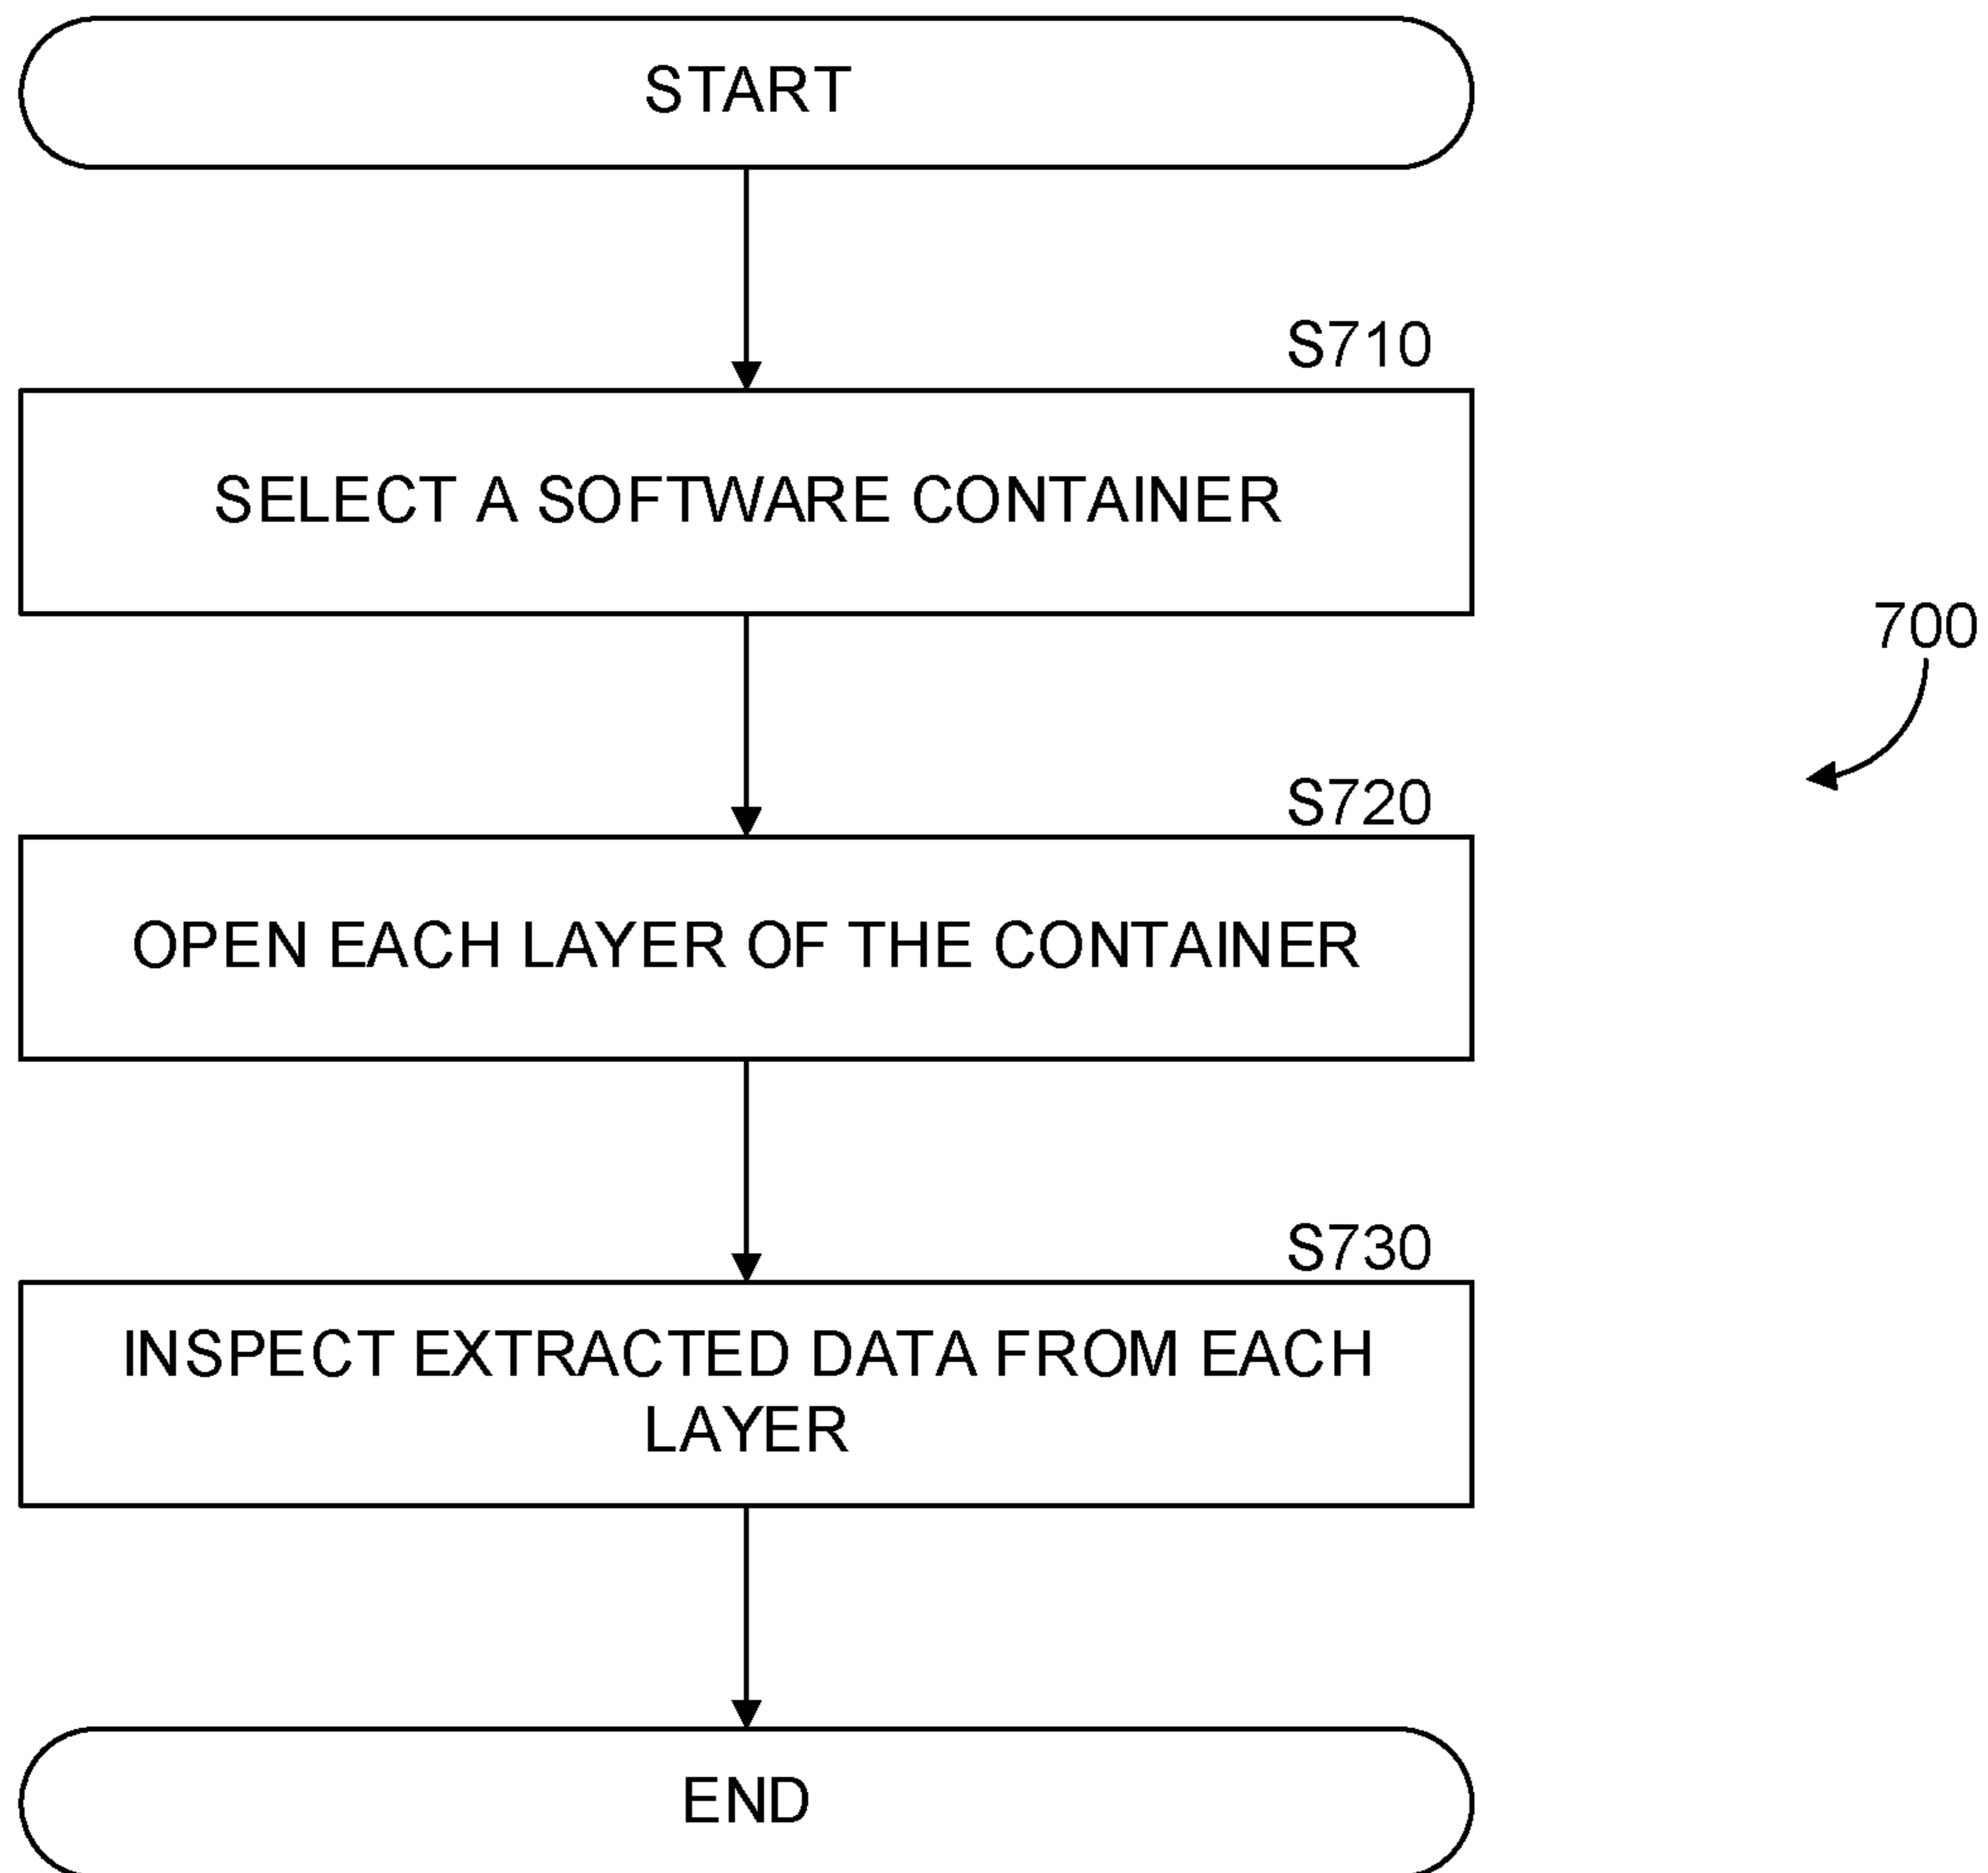 START
S710
SELECT A SOFTWARE CONTAINER
700
S720
OPEN EACH LAYER OF THE CONTAINER
S730
INSPECT EXTRACTED DATA FROM EACH
LAYER
END